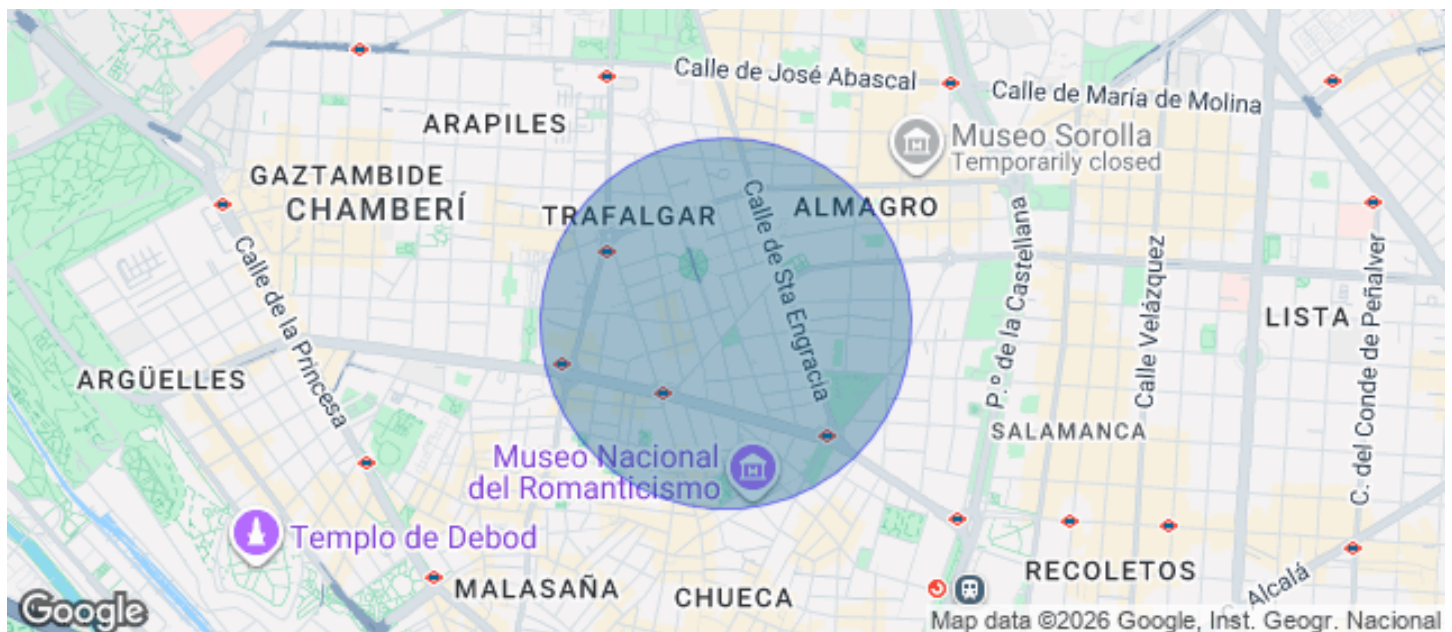 Calle de José Abascal
Calle de María de Molina
ARAPILES
Museo Sorolla
Temporarily closed
GAZTAMBIDE
CHAMBERÍ
TRAFALGAR
ALMAGRO
Calle de Sta Engracia
P.º de la Castellana
Calle Velázquez
C. del Conde de Peñalver
Calle de la Princesa
LISTA
ARGÜELLES
SALAMANCA
Museo Nacional
del Romanticismo
Templo de Debod
MALASAÑA
CHUECA
RECOLETOS
Alcalá
Google
Map data ©2026 Google, Inst. Geogr. Nacional